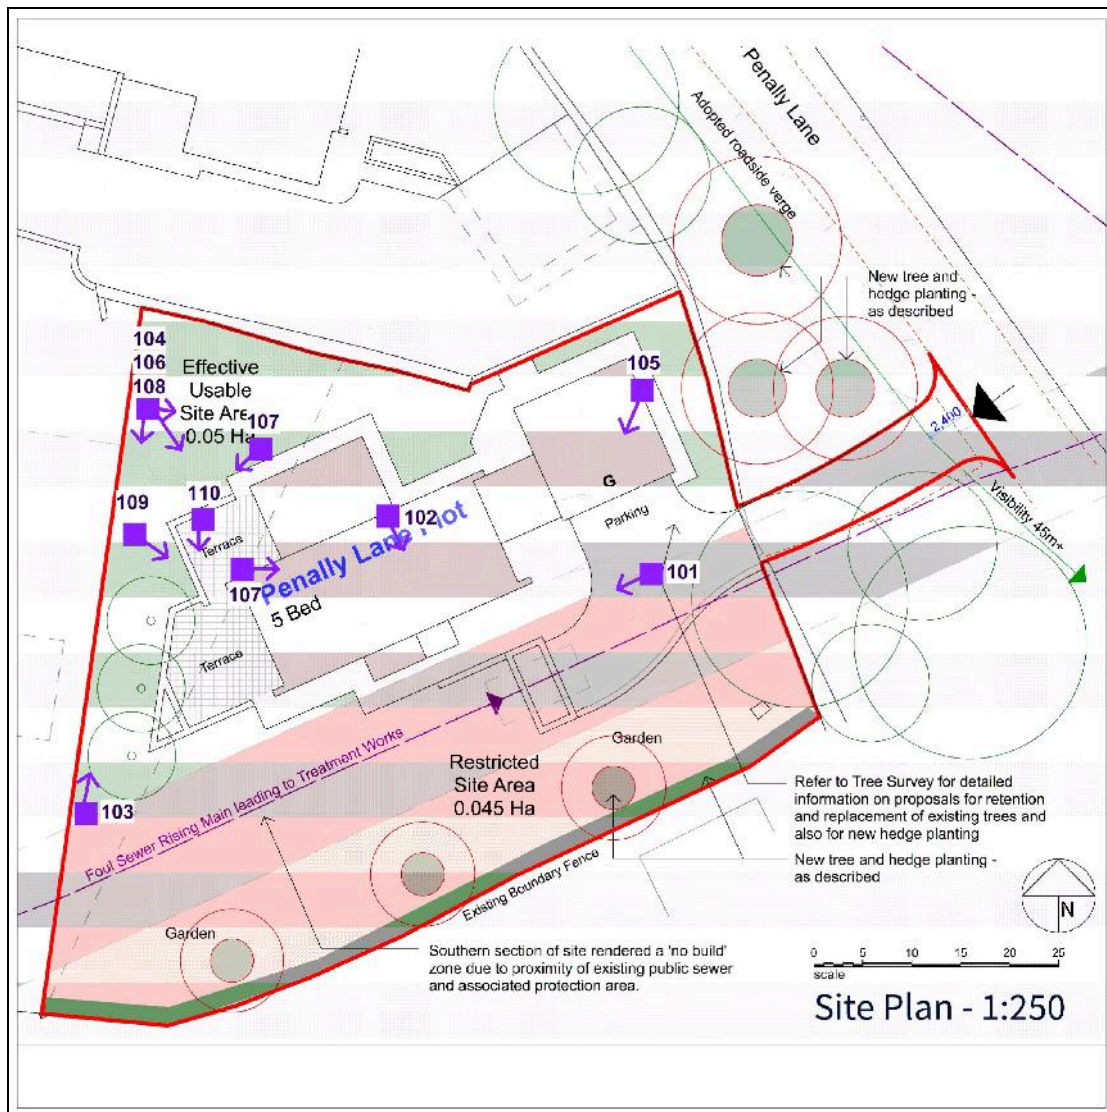 Penally Lane
Adopted roadside verge
New tree and
hedge planting -
as described
104
106
108
Effective
Usable
Site Area
0.05 Ha
107
105
2,400
109
110
102
G
Parking
Visibility 45m+
Terrace
Penally Lane Plot
107
5 Bed
101
Terrace
Foul Sewer Rising Main leading to Treatment Works
Garden
Restricted
Site Area
0.045 Ha
103
Refer to Tree Survey for detailed
information on proposals for retention
and replacement of existing trees and
also for new hedge planting
New tree and hedge planting -
as described
Existing Boundary Fence
N
Garden
Southern section of site rendered a 'no build'
zone due to proximity of existing public sewer
and associated protection area.
0 5 10 15 20 25
scale
Site Plan - 1:250